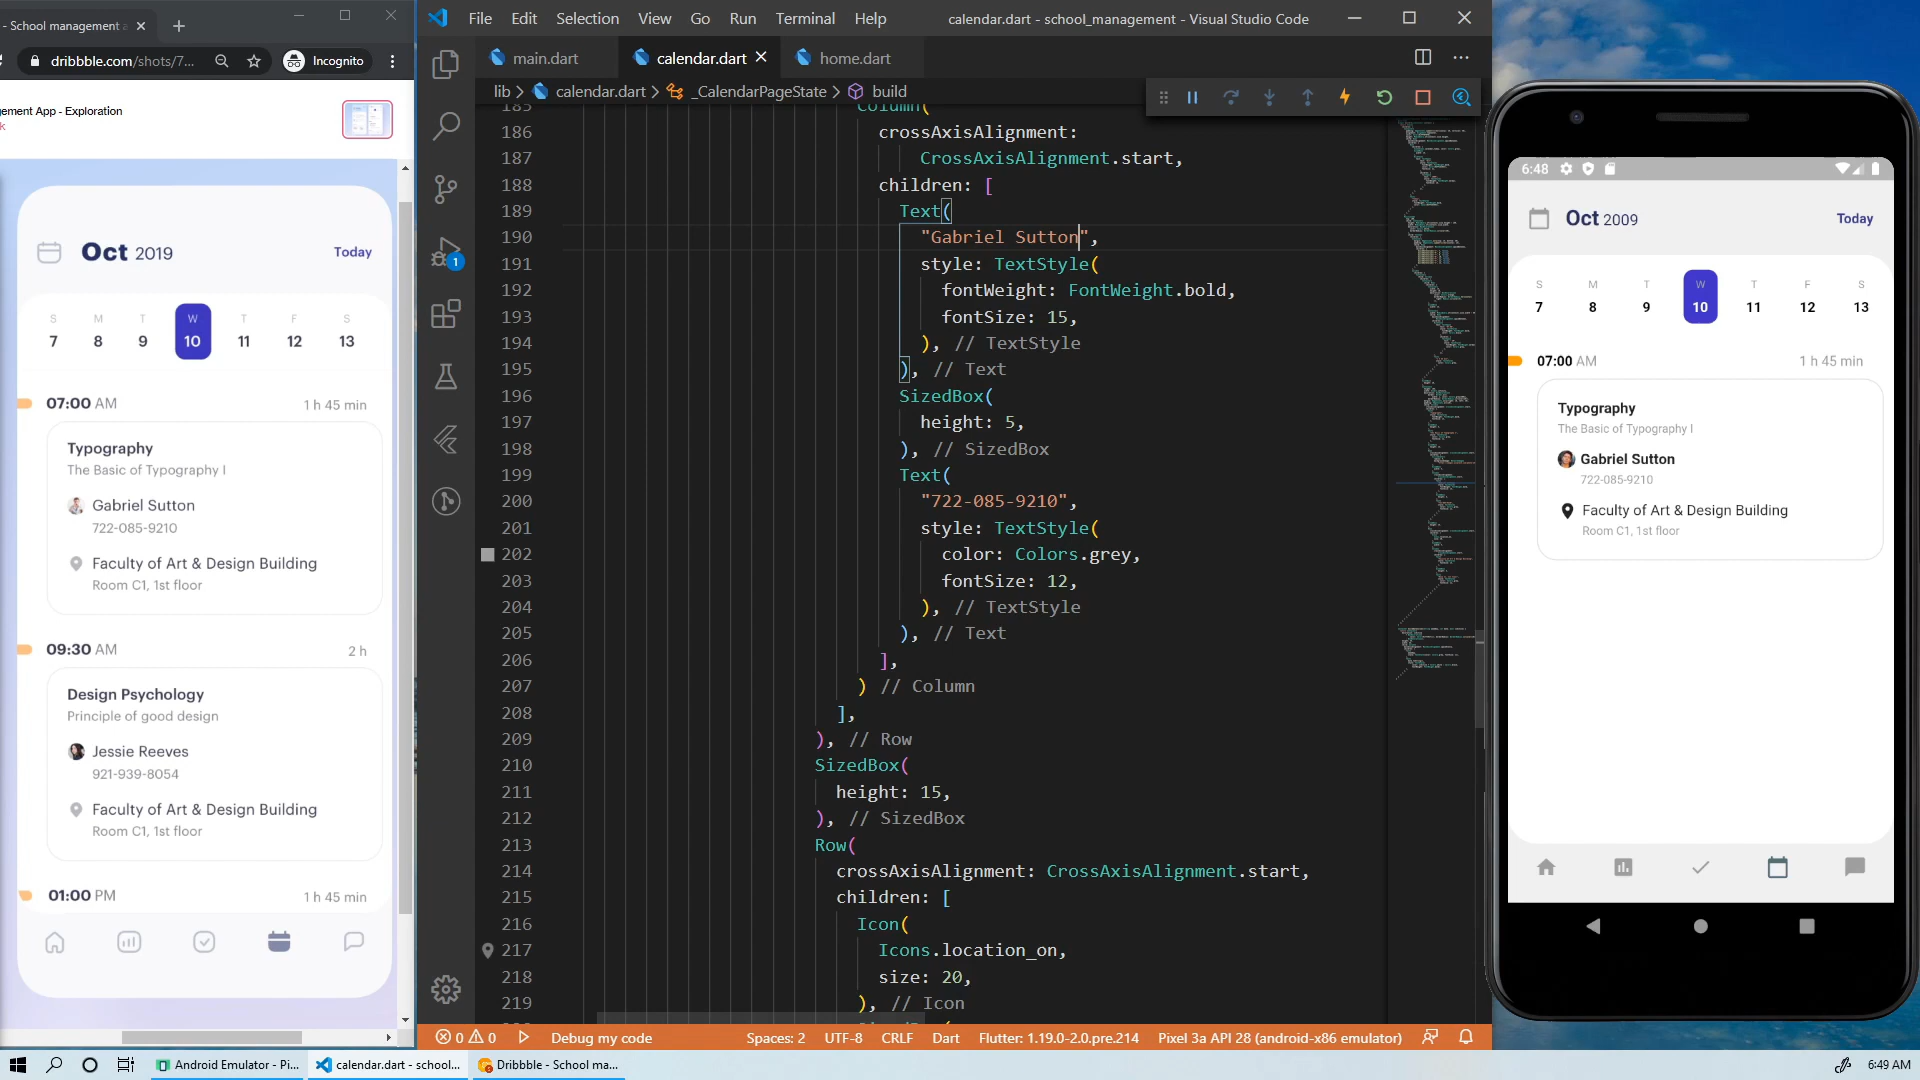 - School management a
dribbble.com/shots/7...
Incognito
ement App - Exploration
k
Oct 2019
Today
S M T W T F S
7 8 9 10 11 12 13
07:00 AM
1 h 45 min
Typography
The Basic of Typography I
Gabriel Sutton
722-085-9210
Faculty of Art & Design Building
Room C1, 1st floor
09:30 AM
2 h
Design Psychology
Principle of good design
Jessie Reeves
921-939-8054
Faculty of Art & Design Building
Room C1, 1st floor
01:00 PM
1 h 45 min
File Edit Selection View Go Run Terminal Help
calendar.dart - school_management - Visual Studio Code
main.dart
calendar.dart
home.dart
lib > calendar.dart > _CalendarPageState > build
1
185 Column(
186 crossAxisAlignment:
187 CrossAxisAlignment.start,
188 children: [
189 Text(
190 "Gabriel Sutton",
191 style: TextStyle(
192 fontWeight: FontWeight.bold,
193 fontSize: 15,
194 ), // TextStyle
195 ), // Text
196 SizedBox(
197 height: 5,
198 ), // SizedBox
199 Text(
200 "722-085-9210",
201 style: TextStyle(
202 color: Colors.grey,
203 fontSize: 12,
204 ), // TextStyle
205 ), // Text
206 ],
207 ) // Column
208 ],
209 ), // Row
210 SizedBox(
211 height: 15,
212 ), // SizedBox
213 Row(
214 crossAxisAlignment: CrossAxisAlignment.start,
215 children: [
216 Icon(
217 Icons.location_on,
218 size: 20,
219 ), // Icon
0 0
Debug my code
Spaces: 2
UTF-8
CRLF
Dart
Flutter: 1.19.0-2.0.pre.214
Pixel 3a API 28 (android-x86 emulator)
6:48
Oct 2009
Today
S M T W T F S
7 8 9 10 11 12 13
07:00 AM
1 h 45 min
Typography
The Basic of Typography I
Gabriel Sutton
722-085-9210
Faculty of Art & Design Building
Room C1, 1st floor
Android Emulator - Pi...
calendar.dart - school...
Dribbble - School ma...
6:49 AM